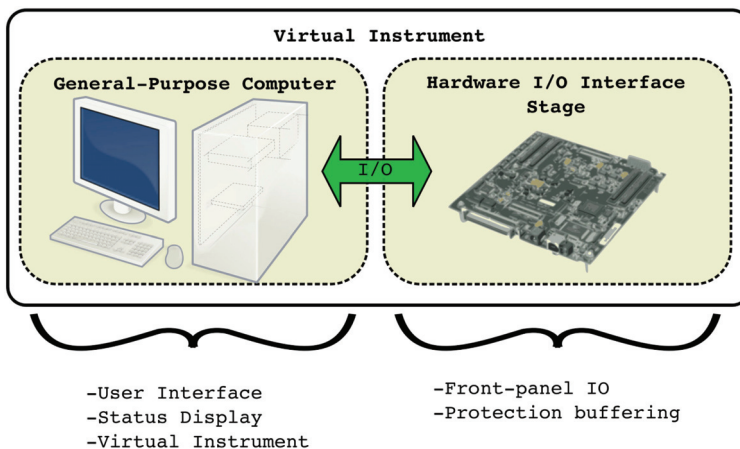 Virtual Instrument
General-Purpose Computer
Hardware I/O Interface
Stage
I/O
-User Interface
-Status Display
-Virtual Instrument
-Front-panel IO
-Protection buffering